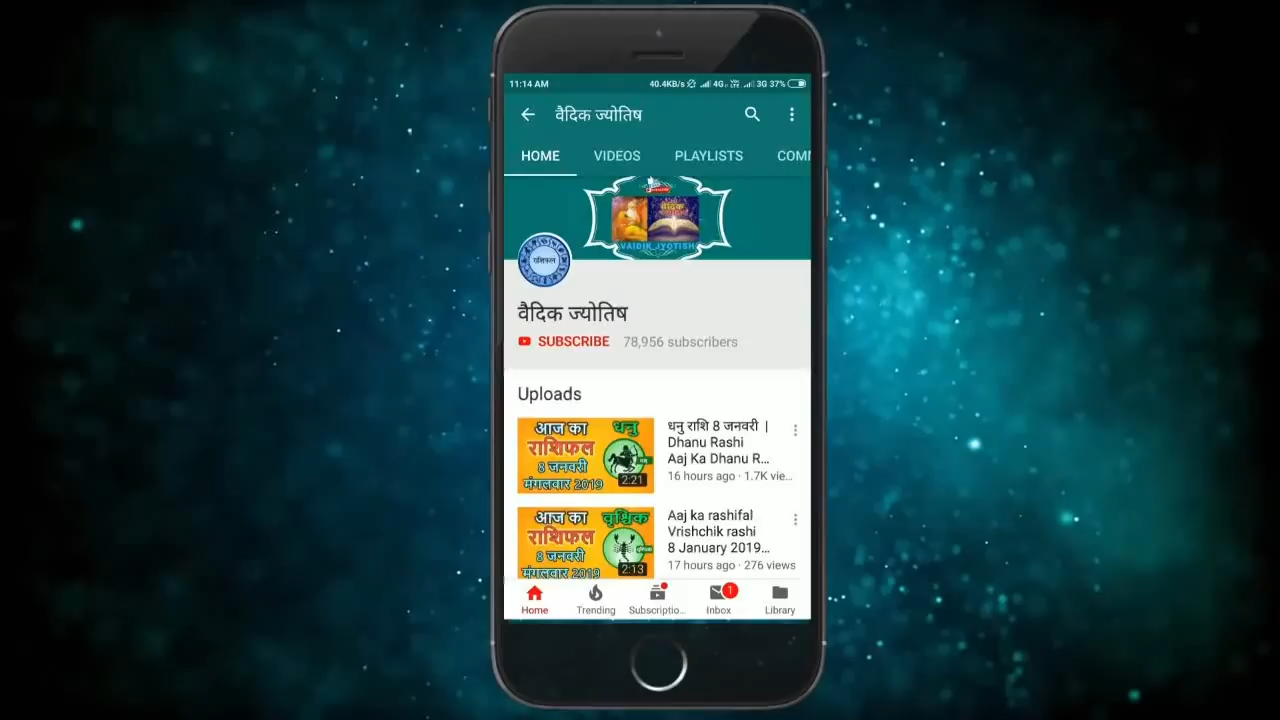 11:14 AM
40.4KB/s 4G 3G 37%
वैदिक ज्योतिष
HOME VIDEOS PLAYLISTS COMM
वैदिक
VAIDIK JYOTISH
राशिफल
वैदिक ज्योतिष
SUBSCRIBE 78,956 subscribers
Uploads
आज का धनु
राशिफल
8 जनवरी
मंगलवार 2019
2:21
धनु राशि 8 जनवरी |
Dhanu Rashi
Aaj Ka Dhanu R...
16 hours ago · 1.7K vie...
आज का वृश्चिक
राशिफल
8 जनवरी
मंगलवार 2019
2:13
Aaj ka rashifal
Vrishchik rashi
8 January 2019...
17 hours ago · 276 views
1
Home Trending Subscriptio... Inbox Library